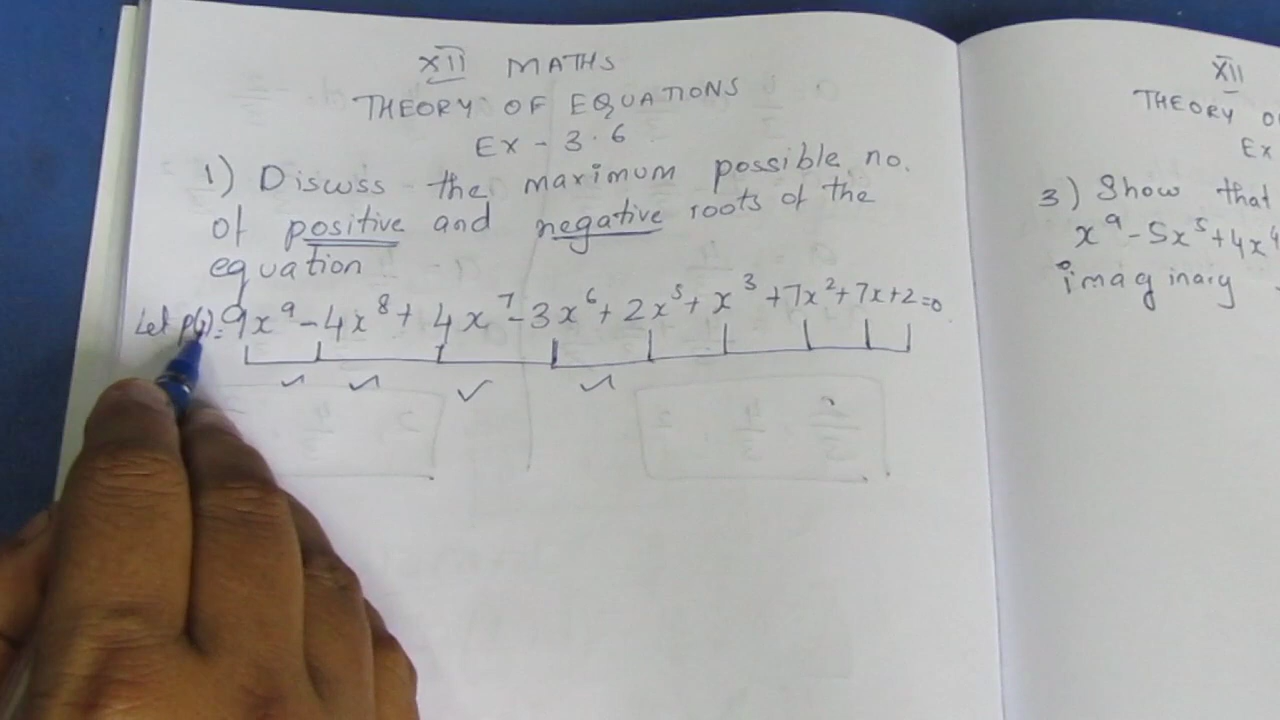 XII MATHS
THEORY OF EQUATIONS
Ex - 3.6
1) Discuss the maximum possible no.
of positive and negative roots of the
equation
Let p(x)= 9x⁹ - 4x⁸ + 4x⁷ - 3x⁶ + 2x⁵ + x³ + 7x² + 7x + 2 = 0
XII
THEORY O
Ex
3) Show that
x⁹ - 5x⁵ + 4x⁴
imaginary